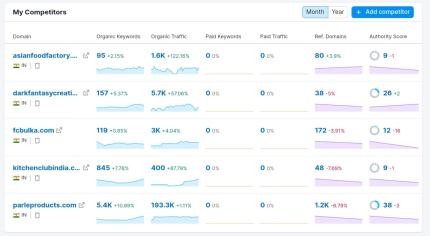 My Competitors
Month Year + Add competitor
Domain Organic Keywords Organic Traffic Paid Keywords Paid Traffic Ref. Domains Authority Score
asianfoodfactory.... 95 +2.15% 1.6K +122.16% 0 0% 0 0% 80 +3.9% 9 -1
IN
darkfantasycreati... 157 +5.37% 5.7K +57.06% 0 0% 0 0% 38 -5% 26 +2
IN
fcbulka.com 119 +0.85% 3K +4.04% 0 0% 0 0% 172 -3.91% 12 -16
IN
kitchenclubindia.c... 845 +7.78% 400 +87.79% 0 0% 0 0% 48 -7.69% 9 -1
IN
parleproducts.com 5.4K +10.89% 193.3K +1.11% 0 0% 0 0% 1.2K -6.79% 38 -3
IN